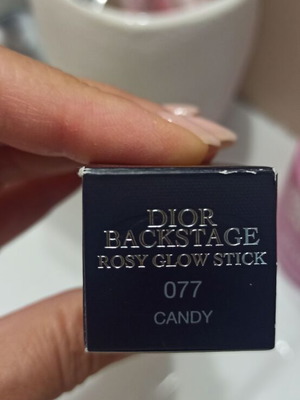 DIOR
BACKSTAGE
ROSY GLOW STICK
077
CANDY